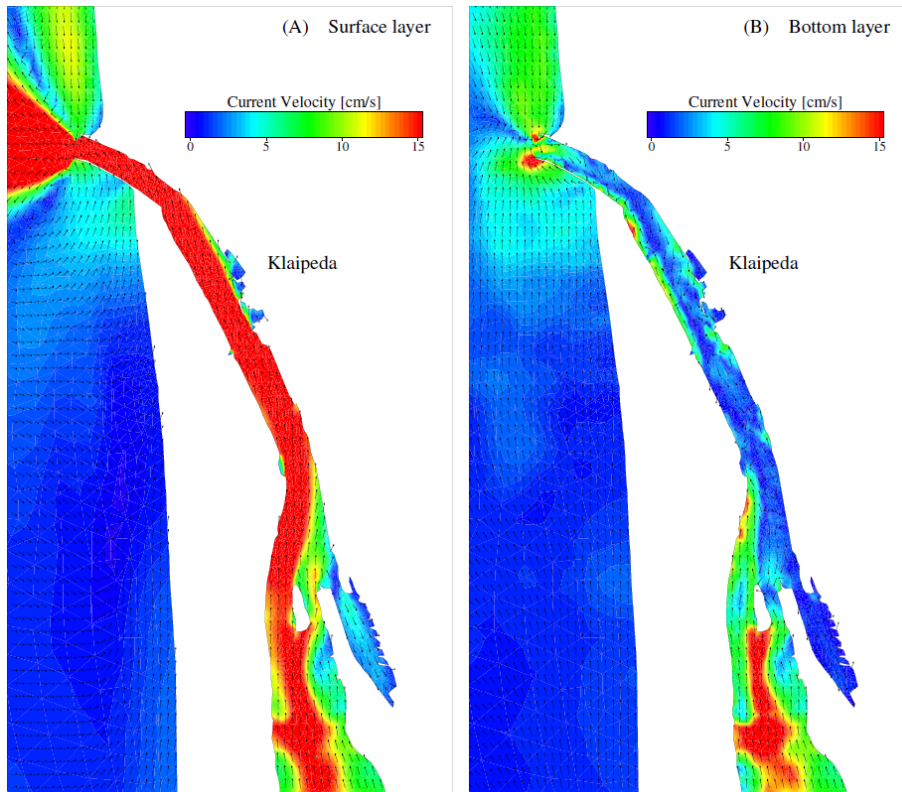 (A) Surface layer
Current Velocity [cm/s]
0 5 10 15
Klaipeda
(B) Bottom layer
Current Velocity [cm/s]
0 5 10 15
Klaipeda